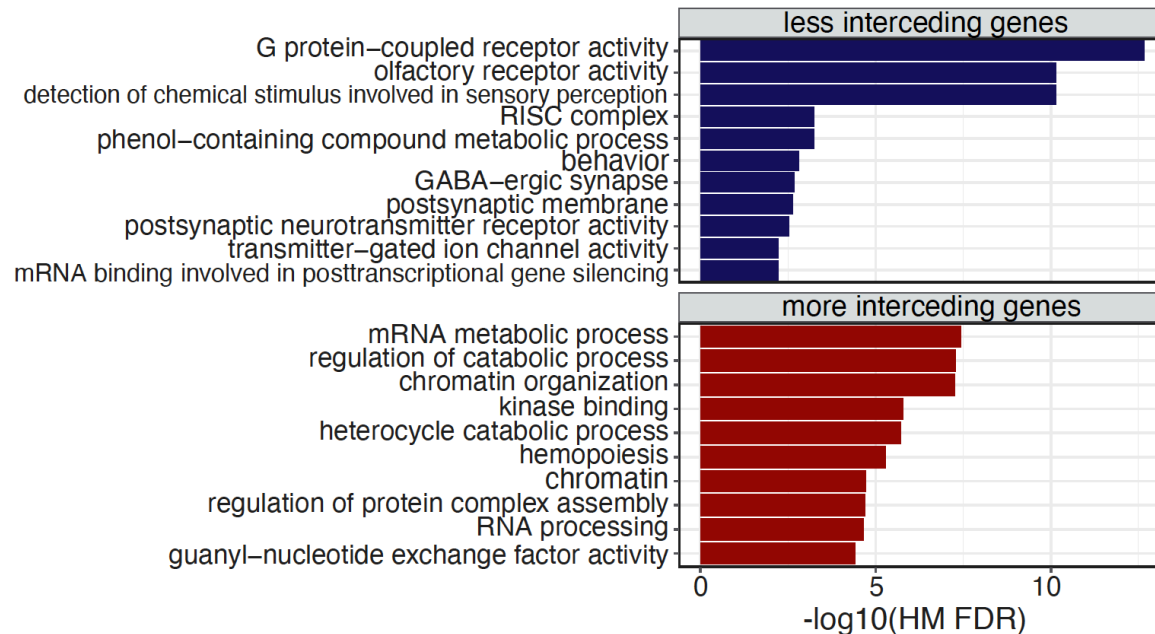 less interceding genes
G protein−coupled receptor activity
olfactory receptor activity
detection of chemical stimulus involved in sensory perception
RISC complex
phenol−containing compound metabolic process
behavior
GABA−ergic synapse
postsynaptic membrane
postsynaptic neurotransmitter receptor activity
transmitter−gated ion channel activity
mRNA binding involved in posttranscriptional gene silencing
more interceding genes
mRNA metabolic process
regulation of catabolic process
chromatin organization
kinase binding
heterocycle catabolic process
hemopoiesis
chromatin
regulation of protein complex assembly
RNA processing
guanyl−nucleotide exchange factor activity
0 5 10
-log10(HM FDR)